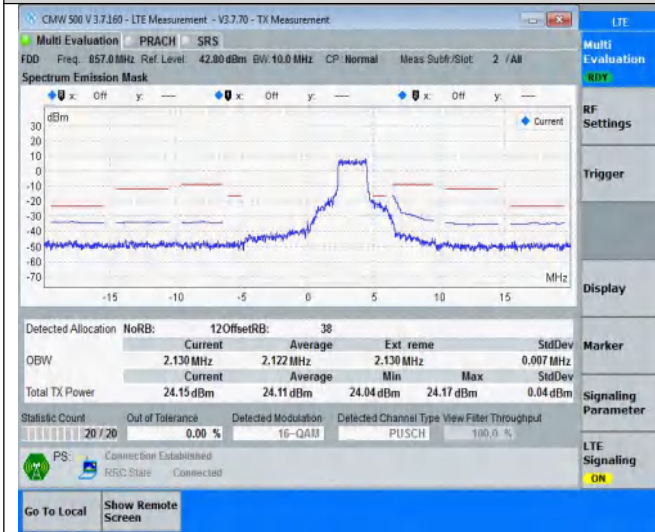 CMW 500 V 3.7.160 - LTE Measurement - V3.7.70 - TX Measurement
LTE
Multi Evaluation PRACH SRS
Multi Evaluation
RDY
FDD Freq. 857.0 MHz Ref. Level: 42.80 dBm BW: 10.0 MHz CP: Normal Meas Subfr./Slot: 2 /All
Spectrum Emission Mask
x: Off y: --- x: Off y: --- x: Off y: ---
dBm
Current
30
20
10
0
-10
-20
-30
-40
-50
-60
-70
MHz
-15 -10 -5 0 5 10 15
RF Settings
Trigger
Display
Marker
Signaling Parameter
LTE Signaling
ON
Detected Allocation NoRB: 12OffsetRB: 38
Current Average Ext reme StdDev
OBW 2.130 MHz 2.122 MHz 2.130 MHz 0.007 MHz
Current Average Min Max StdDev
Total TX Power 24.15 dBm 24.11 dBm 24.04 dBm 24.17 dBm 0.04 dBm
Statistic Count Out of Tolerance Detected Modulation Detected Channel Type View Filter Throughput
20 / 20 0.00 % 16-QAM PUSCH 100.0 %
PS: Connection Established
RRC State Connected
Go To Local
Show Remote Screen